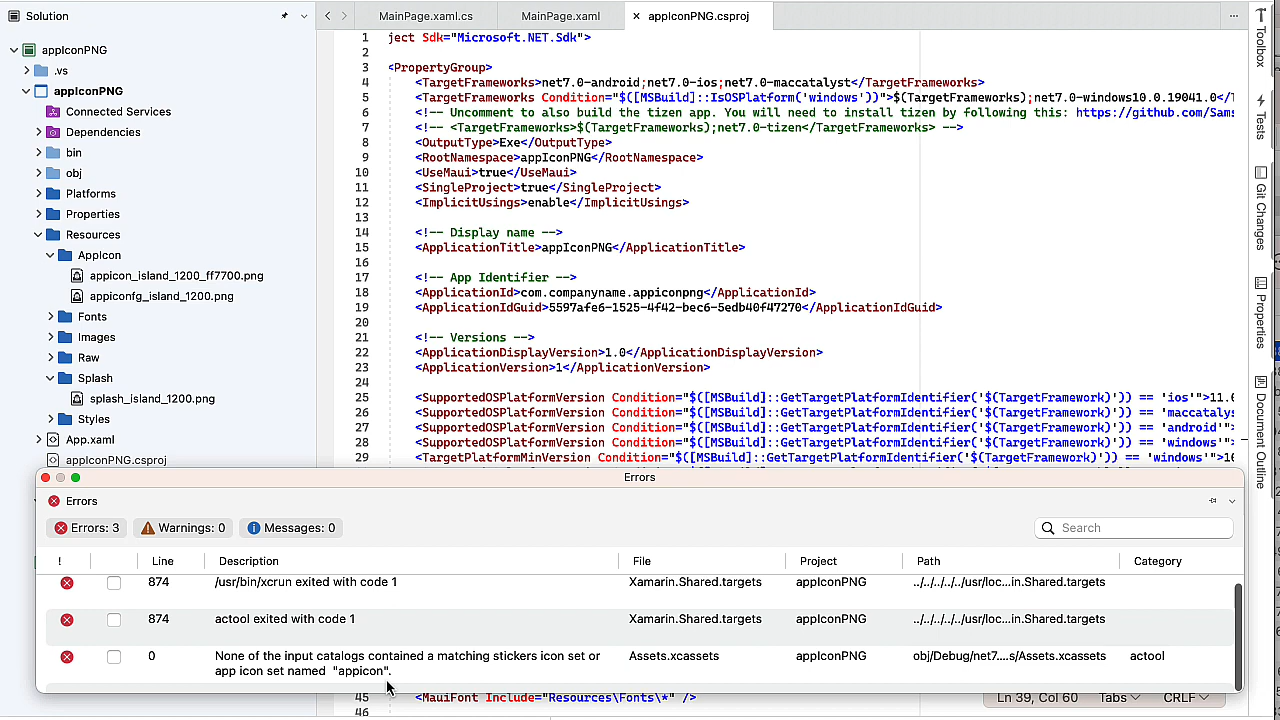 Solution
MainPage.xaml.cs
MainPage.xaml
appIconPNG.csproj
appIconPNG
.vs
appIconPNG
Connected Services
Dependencies
bin
obj
Platforms
Properties
Resources
AppIcon
appicon_island_1200_ff7700.png
appiconfg_island_1200.png
Fonts
Images
Raw
Splash
splash_island_1200.png
Styles
App.xaml
appIconPNG.csproj
1 ject Sdk="Microsoft.NET.Sdk">
2
3 <PropertyGroup>
4 <TargetFrameworks>net7.0-android;net7.0-ios;net7.0-maccatalyst</TargetFrameworks>
5 <TargetFrameworks Condition="$([MSBuild]::IsOSPlatform('windows'))">$(TargetFrameworks);net7.0-windows10.0.19041.0</T
6 <!-- Uncomment to also build the tizen app. You will need to install tizen by following this: https://github.com/Sams
7 <!-- <TargetFrameworks>$(TargetFrameworks);net7.0-tizen</TargetFrameworks> -->
8 <OutputType>Exe</OutputType>
9 <RootNamespace>appIconPNG</RootNamespace>
10 <UseMaui>true</UseMaui>
11 <SingleProject>true</SingleProject>
12 <ImplicitUsings>enable</ImplicitUsings>
13
14 <!-- Display name -->
15 <ApplicationTitle>appIconPNG</ApplicationTitle>
16
17 <!-- App Identifier -->
18 <ApplicationId>com.companyname.appiconpng</ApplicationId>
19 <ApplicationIdGuid>5597afe6-1525-4f42-bec6-5edb40f47270</ApplicationIdGuid>
20
21 <!-- Versions -->
22 <ApplicationDisplayVersion>1.0</ApplicationDisplayVersion>
23 <ApplicationVersion>1</ApplicationVersion>
24
25 <SupportedOSPlatformVersion Condition="$([MSBuild]::GetTargetPlatformIdentifier('$(TargetFramework)')) == 'ios'">11.0
26 <SupportedOSPlatformVersion Condition="$([MSBuild]::GetTargetPlatformIdentifier('$(TargetFramework)')) == 'maccatalys
27 <SupportedOSPlatformVersion Condition="$([MSBuild]::GetTargetPlatformIdentifier('$(TargetFramework)')) == 'android'">
28 <SupportedOSPlatformVersion Condition="$([MSBuild]::GetTargetPlatformIdentifier('$(TargetFramework)')) == 'windows'">
29 <TargetPlatformMinVersion Condition="$([MSBuild]::GetTargetPlatformIdentifier('$(TargetFramework)')) == 'windows'">10
Toolbox
Tests
Git Changes
Properties
Document Outline
Errors
Errors
Errors: 3 Warnings: 0 Messages: 0 Search
! Line Description File Project Path Category
874 /usr/bin/xcrun exited with code 1 Xamarin.Shared.targets appIconPNG ../../../../../usr/loc...in.Shared.targets
874 actool exited with code 1 Xamarin.Shared.targets appIconPNG ../../../../../usr/loc...in.Shared.targets
0 None of the input catalogs contained a matching stickers icon set or Assets.xcassets appIconPNG obj/Debug/net7....s/Assets.xcassets actool
app icon set named "appicon".
45 <MauiFont Include="Resources\Fonts\*" />
Ln 39, Col 60 Tabs CRLF
46